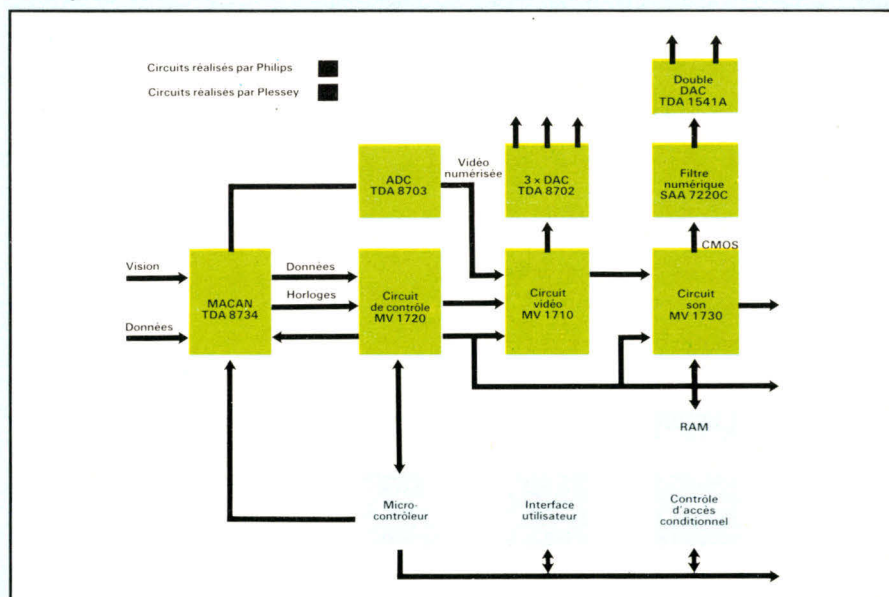 Circuits réalisés par Philips
Circuits réalisés par Plessey
Double
DAC
TDA 1541A
ADC
TDA 8703
Vidéo
numérisée
3 × DAC
TDA 8702
Filtre
numérique
SAA 7220C
CMOS
Vision
Données
MACAN
TDA 8734
Données
Horloges
Circuit
de contrôle
MV 1720
Circuit
vidéo
MV 1710
Circuit
son
MV 1730
RAM
Micro-
contrôleur
Interface
utilisateur
Contrôle
d'accès
conditionnel